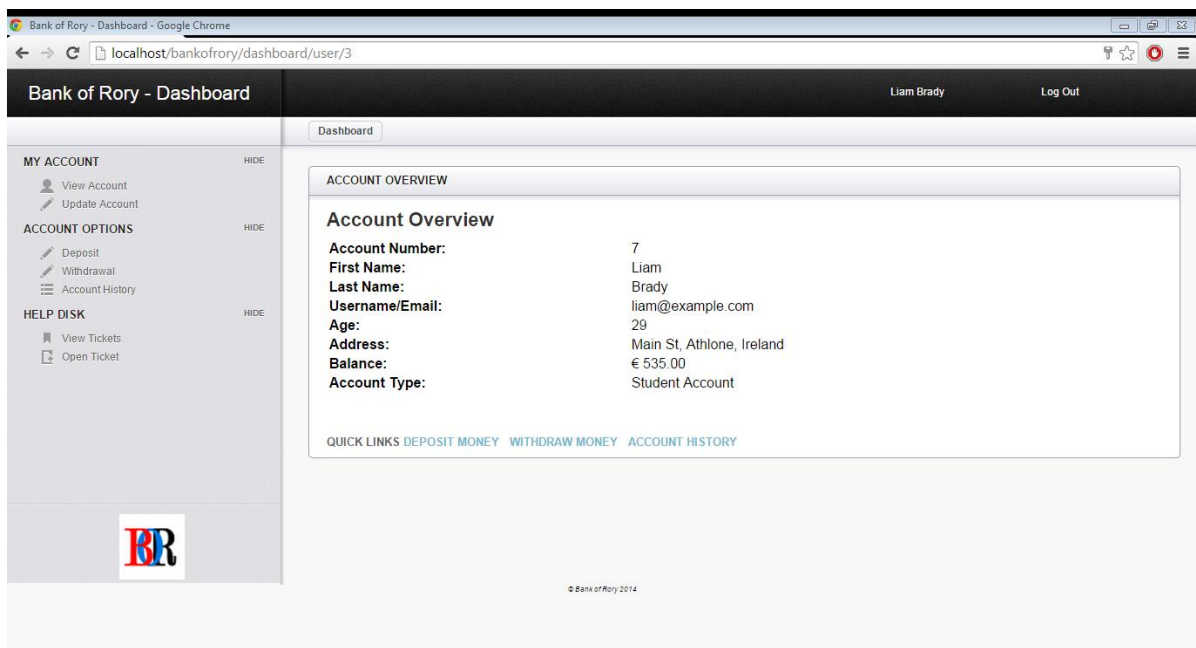 Bank of Rory - Dashboard - Google Chrome
localhost/bankofrory/dashboard/user/3
Bank of Rory - Dashboard
Liam Brady
Log Out
Dashboard
MY ACCOUNT HIDE
View Account
Update Account
ACCOUNT OPTIONS HIDE
Deposit
Withdrawal
Account History
HELP DISK HIDE
View Tickets
Open Ticket
BOR
ACCOUNT OVERVIEW
Account Overview
Account Number: 7
First Name: Liam
Last Name: Brady
Username/Email: liam@example.com
Age: 29
Address: Main St, Athlone, Ireland
Balance: € 535.00
Account Type: Student Account
QUICK LINKS DEPOSIT MONEY WITHDRAW MONEY ACCOUNT HISTORY
© Bank of Rory 2014